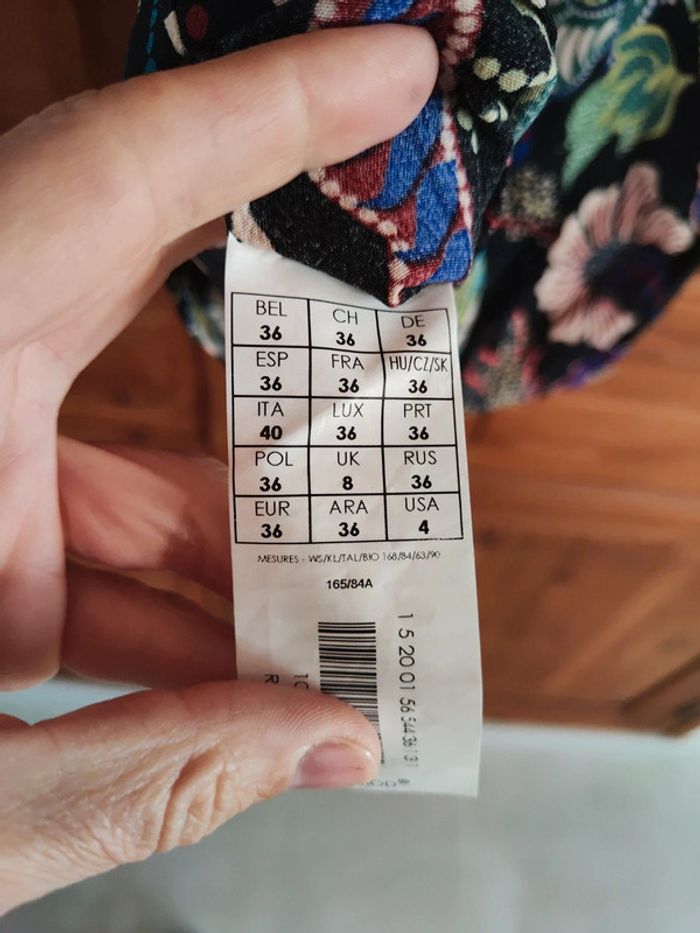 BEL CH DE
36 36 36
ESP FRA HU/CZ/SK
36 36 36
ITA LUX PRT
40 36 36
POL UK RUS
36 8 36
EUR ARA USA
36 36 4
MESURES - WS/KL/TAL/BIO 168/84/63/90
165/84A
1 5 20 01 56 544 36 1 31